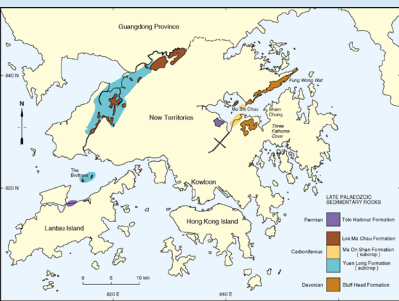 Guangdong Province
840 N
Fung Wong Wat
Ma Shi Chau
Sham
Chung
New Territories
Three
Fathoms
Cove
N
The
Brothers
820 N
Kowloon
LATE PALAEOZOIC
SEDIMENTARY ROCKS
Permian
Tolo Harbour Formation
Lok Ma Chau Formation
Lantau Island
Hong Kong Island
Carboniferous
Ma On Shan Formation
( subcrop )
Yuen Long Formation
( subcrop )
0 5 10 km
Devonian
Bluff Head Formation
820 E
840 E